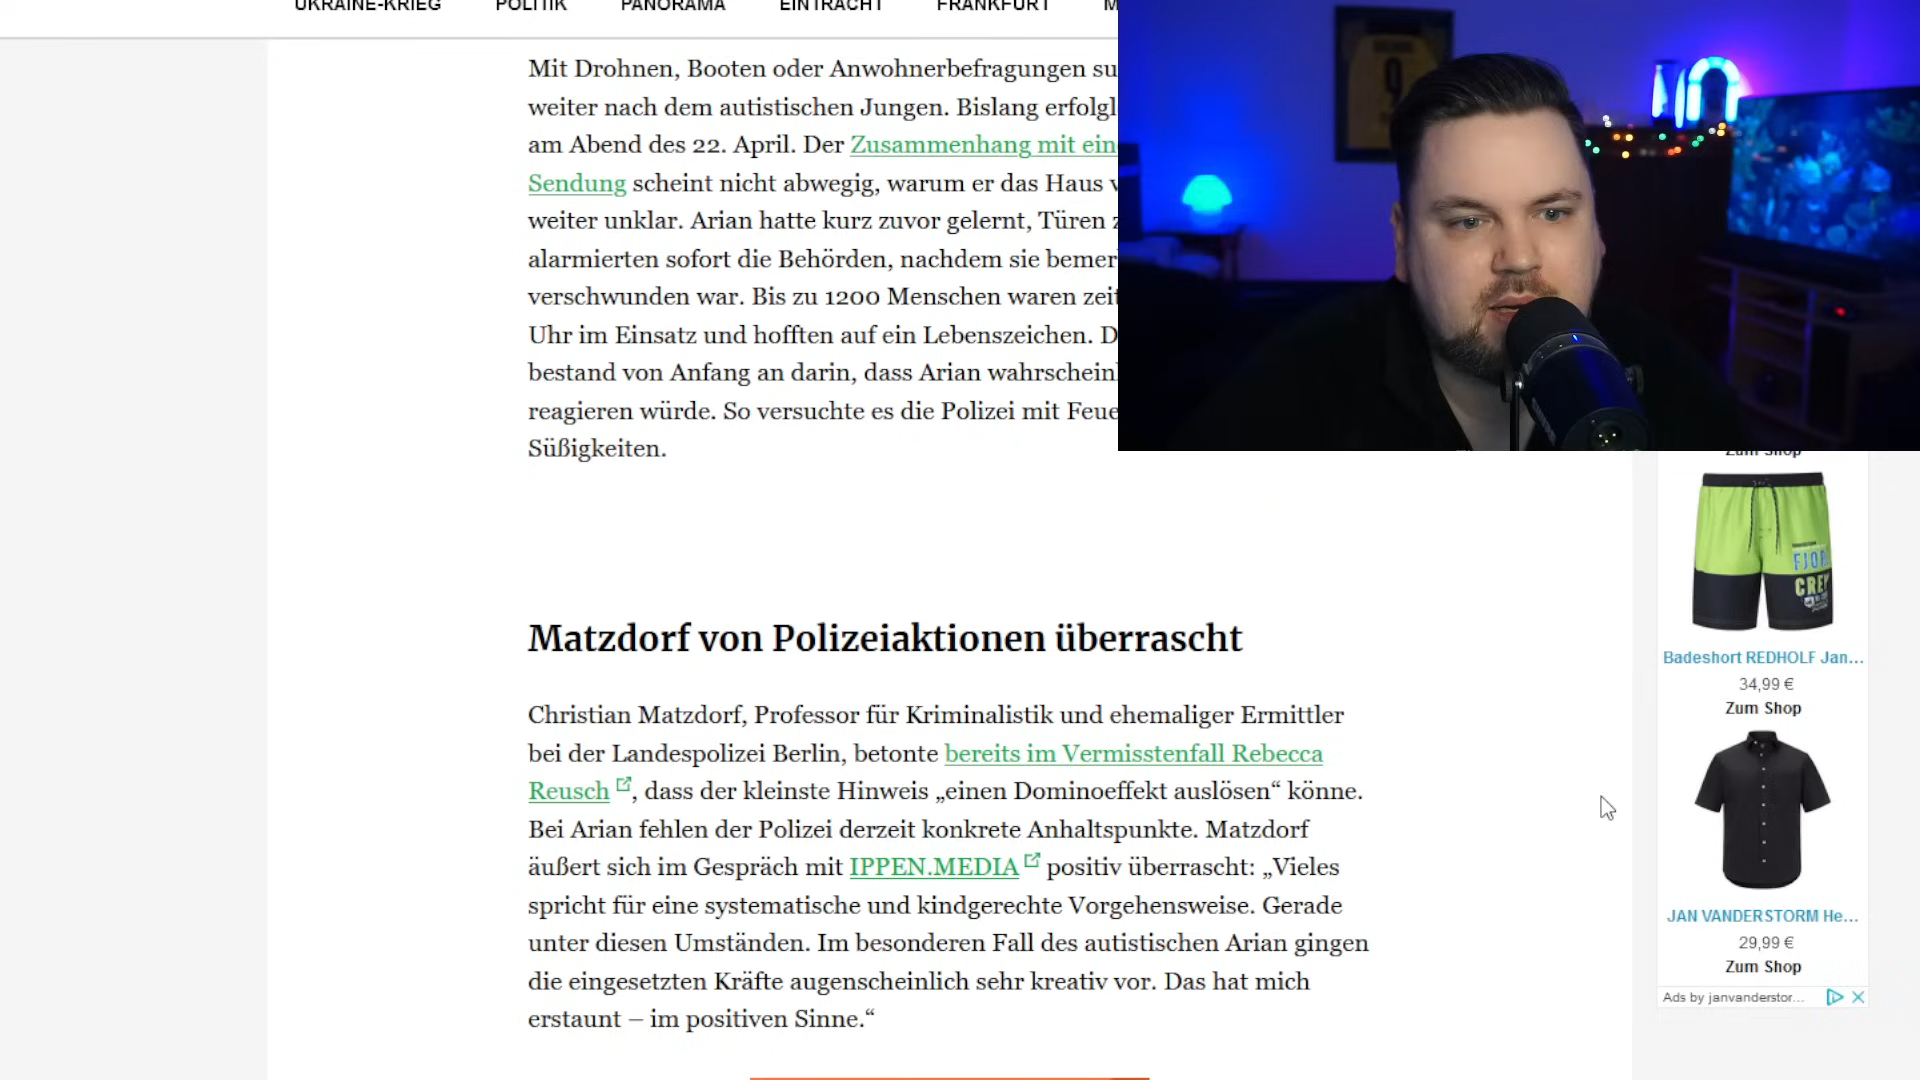 UKRAINE-KRIEG POLITIK PANORAMA EINTRACHT FRANKFURT
Mit Drohnen, Booten oder Anwohnerbefragungen su
weiter nach dem autistischen Jungen. Bislang erfolgl
am Abend des 22. April. Der Zusammenhang mit ein
Sendung scheint nicht abwegig, warum er das Haus v
weiter unklar. Arian hatte kurz zuvor gelernt, Türen z
alarmierten sofort die Behörden, nachdem sie bemer
verschwunden war. Bis zu 1200 Menschen waren zeit
Uhr im Einsatz und hofften auf ein Lebenszeichen. D
bestand von Anfang an darin, dass Arian wahrscheinl
reagieren würde. So versuchte es die Polizei mit Feue
Süßigkeiten.
Matzdorf von Polizeiaktionen überrascht
Christian Matzdorf, Professor für Kriminalistik und ehemaliger Ermittler
bei der Landespolizei Berlin, betonte bereits im Vermisstenfall Rebecca
Reusch, dass der kleinste Hinweis „einen Dominoeffekt auslösen“ könne.
Bei Arian fehlen der Polizei derzeit konkrete Anhaltspunkte. Matzdorf
äußert sich im Gespräch mit IPPEN.MEDIA positiv überrascht: „Vieles
spricht für eine systematische und kindgerechte Vorgehensweise. Gerade
unter diesen Umständen. Im besonderen Fall des autistischen Arian gingen
die eingesetzten Kräfte augenscheinlich sehr kreativ vor. Das hat mich
erstaunt – im positiven Sinne.“
Zum Shop
FJOR
CREW
Badeshort REDHOLF Jan...
34,99 €
Zum Shop
JAN VANDERSTORM He...
29,99 €
Zum Shop
Ads by janvanderstor...